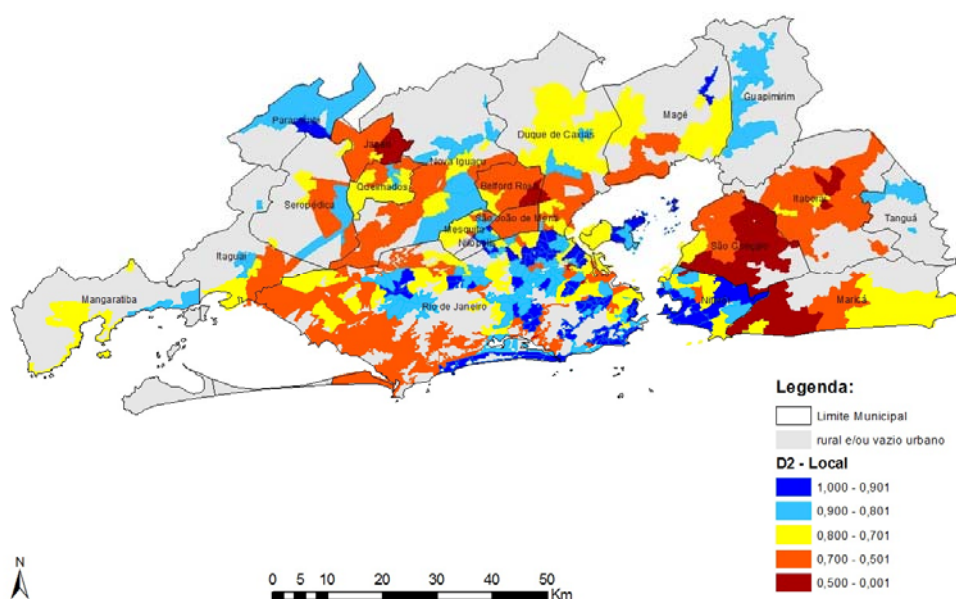 Guapimirim
Paracambi
Magé
Duque de Caxias
Japeri
Nova Iguaçu
Queimados
Belford Roxo
Itaboraí
Seropédica
São João de Meriti
Tanguá
Mesquita
São Gonçalo
Nilópolis
Itaguaí
Mangaratiba
Rio de Janeiro
Niterói
Maricá
Legenda:
Limite Municipal
rural e/ou vazio urbano
D2 - Local
1,000 - 0,901
0,900 - 0,801
0,800 - 0,701
0,700 - 0,501
0,500 - 0,001
N
0 5 10 20 30 40 50
Km